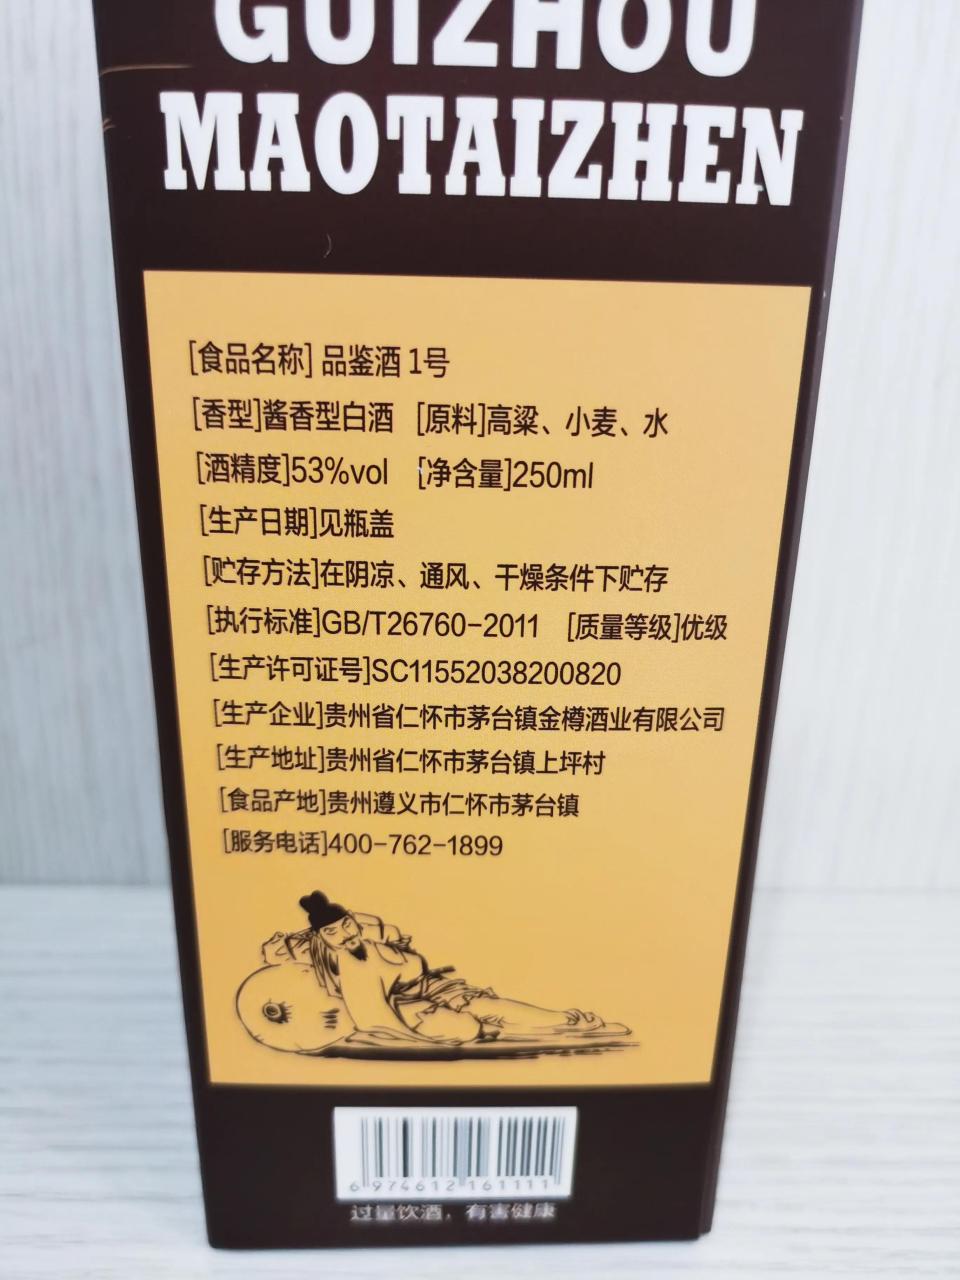 GUIZHOU
MAOTAIZHEN
[食品名称] 品鉴酒 1号
[香型]酱香型白酒 [原料]高粱、小麦、水
[酒精度]53%vol [净含量]250ml
[生产日期]见瓶盖
[贮存方法]在阴凉、通风、干燥条件下贮存
[执行标准]GB/T26760-2011 [质量等级]优级
[生产许可证号]SC11552038200820
[生产企业]贵州省仁怀市茅台镇金樽酒业有限公司
[生产地址]贵州省仁怀市茅台镇上坪村
[食品产地]贵州遵义市仁怀市茅台镇
[服务电话]400-762-1899
6 974612 161111
过量饮酒，有害健康